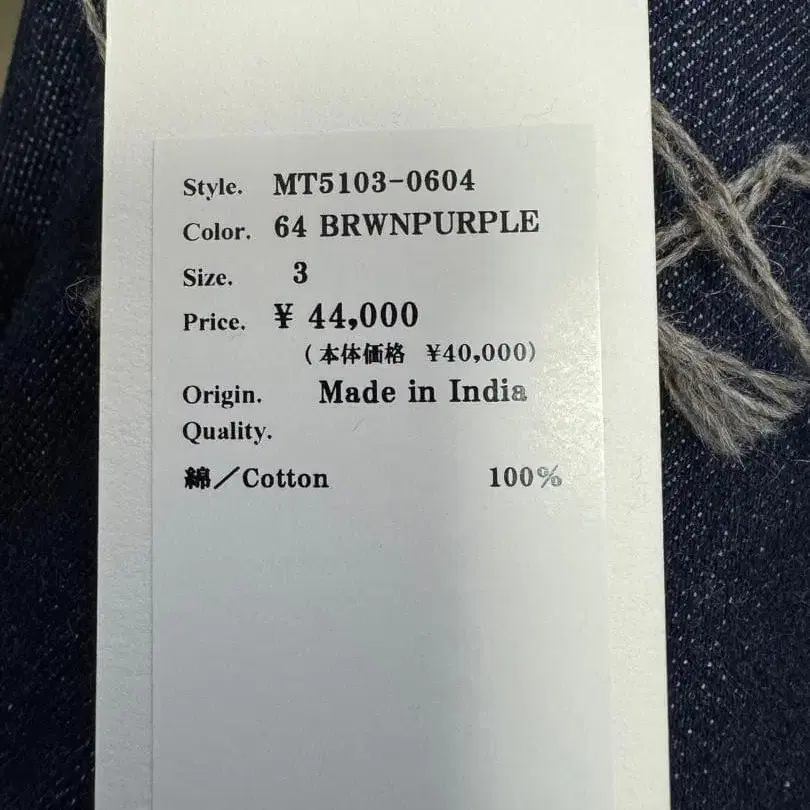 Style. MT5103-0604
Color. 64 BRWNPURPLE
Size. 3
Price. ¥ 44,000
(本体価格 ¥40,000)
Origin. Made in India
Quality.
綿/Cotton 100%